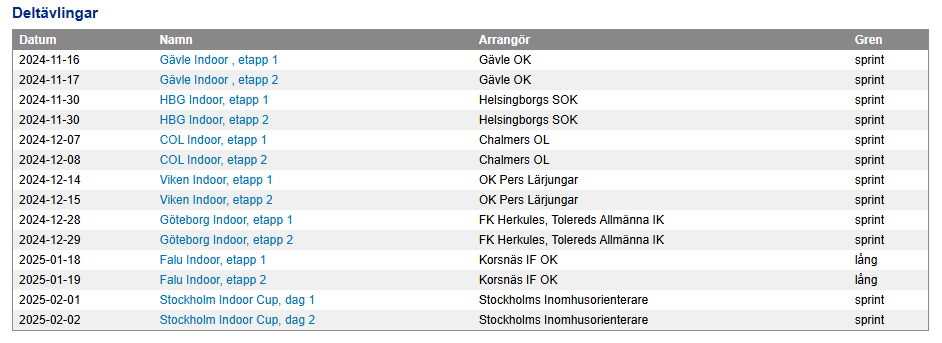 Deltävlingar
Datum Namn Arrangör Gren
2024-11-16 Gävle Indoor , etapp 1 Gävle OK sprint
2024-11-17 Gävle Indoor , etapp 2 Gävle OK sprint
2024-11-30 HBG Indoor, etapp 1 Helsingborgs SOK sprint
2024-11-30 HBG Indoor, etapp 2 Helsingborgs SOK sprint
2024-12-07 COL Indoor, etapp 1 Chalmers OL sprint
2024-12-08 COL Indoor, etapp 2 Chalmers OL sprint
2024-12-14 Viken Indoor, etapp 1 OK Pers Lärjungar sprint
2024-12-15 Viken Indoor, etapp 2 OK Pers Lärjungar sprint
2024-12-28 Göteborg Indoor, etapp 1 FK Herkules, Tolereds Allmänna IK sprint
2024-12-29 Göteborg Indoor, etapp 2 FK Herkules, Tolereds Allmänna IK sprint
2025-01-18 Falu Indoor, etapp 1 Korsnäs IF OK lång
2025-01-19 Falu Indoor, etapp 2 Korsnäs IF OK lång
2025-02-01 Stockholm Indoor Cup, dag 1 Stockholms Inomhusorienterare sprint
2025-02-02 Stockholm Indoor Cup, dag 2 Stockholms Inomhusorienterare sprint